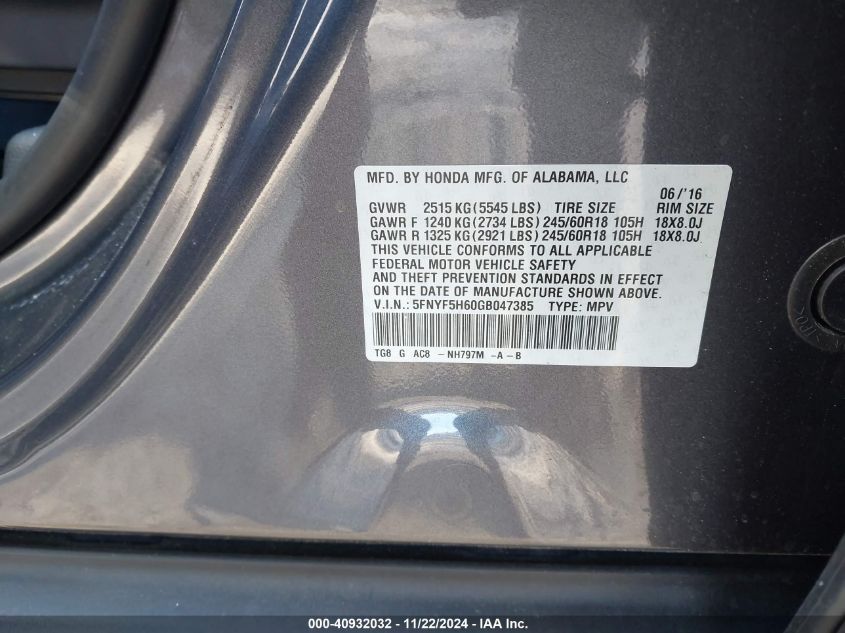 MFD. BY HONDA MFG. OF ALABAMA, LLC
06/'16
GVWR 2515 KG(5545 LBS) TIRE SIZE RIM SIZE
GAWR F 1240 KG(2734 LBS) 245/60R18 105H 18X8.0J
GAWR R 1325 KG(2921 LBS) 245/60R18 105H 18X8.0J
THIS VEHICLE CONFORMS TO ALL APPLICABLE
FEDERAL MOTOR VEHICLE SAFETY
AND THEFT PREVENTION STANDARDS IN EFFECT
ON THE DATE OF MANUFACTURE SHOWN ABOVE.
V.I.N.: 5FNYF5H60GB047385 TYPE: MPV
TG8 G AC8 - NH797M -A - B
000-40932032 - 11/22/2024 - IAA Inc.